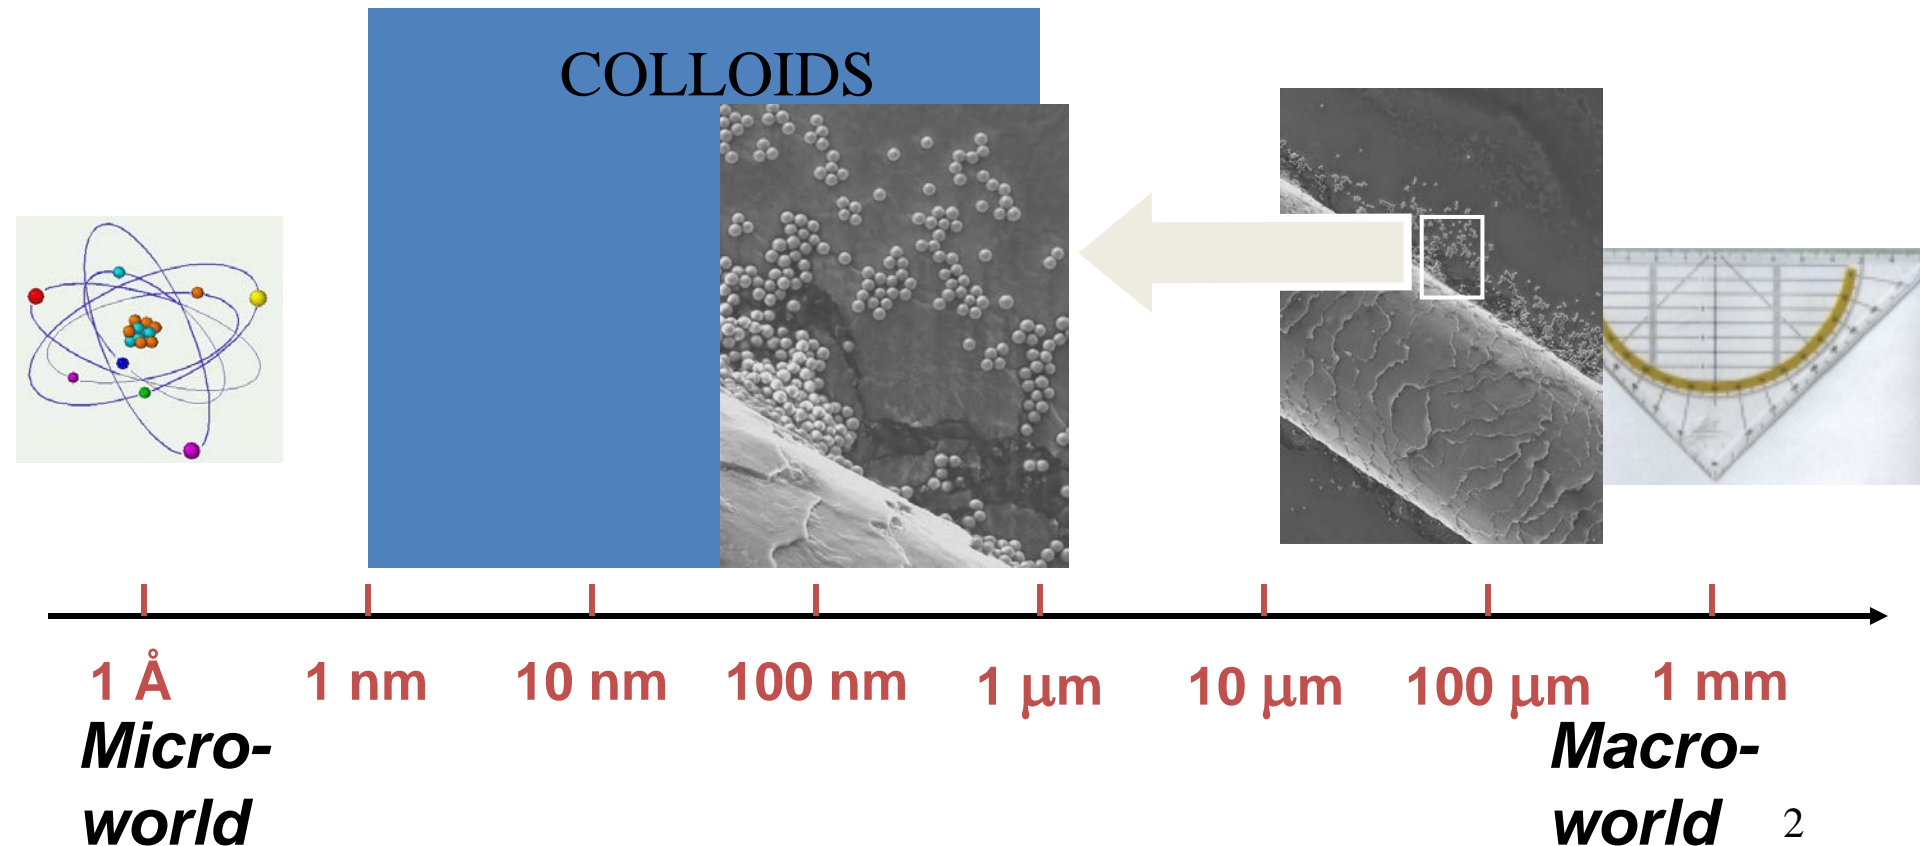 COLLOIDS
1 Å
1 nm
10 nm
100 nm
1 μm
10 μm
100 μm
1 mm
Micro-
world
Macro-
world
2